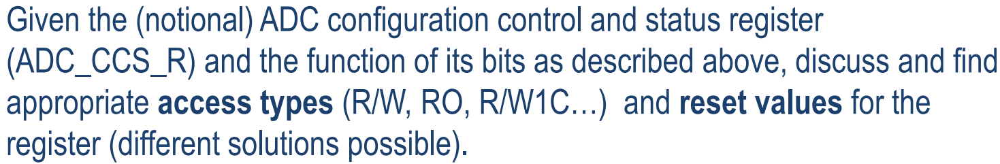 Given the (notional) ADC configuration control and status register
(ADC_CCS_R) and the function of its bits as described above, discuss and find
appropriate access types (R/W, RO, R/W1C…)  and reset values for the
register (different solutions possible).